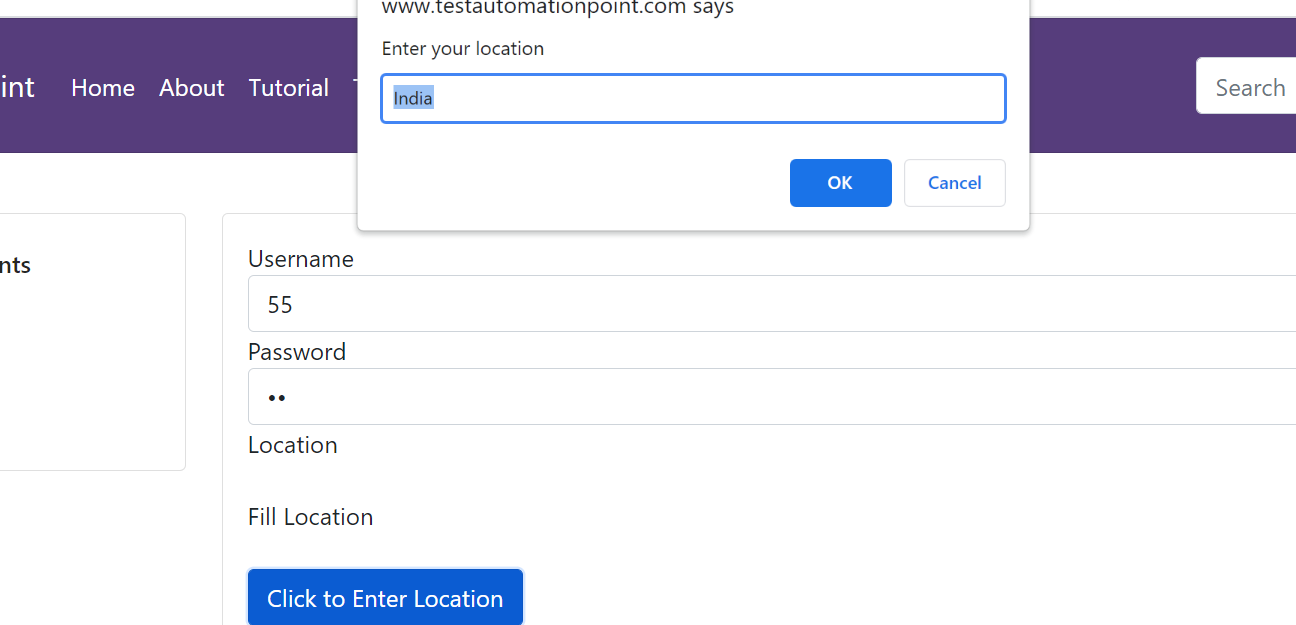 www.testautomationpoint.com says
Enter your location
India
OK Cancel
int Home About Tutorial
Search
nts
Username
55
Password
••
Location
Fill Location
Click to Enter Location